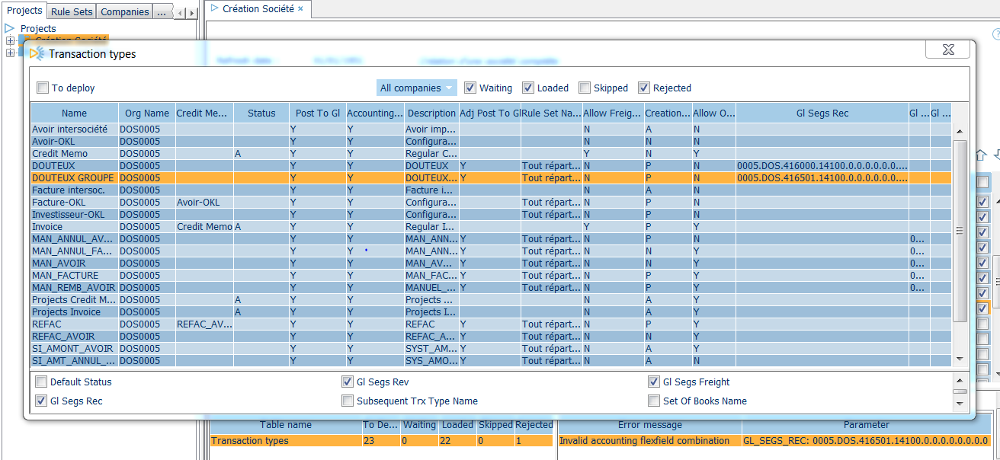 Projects Rule Sets Companies ...
Création Société ×
Projects
Création Société
Transaction types
To deploy All companies Waiting Loaded Skipped Rejected
Name Org Name Credit Me... Status Post To Gl Accounting... Description Adj Post To Gl Rule Set Na... Allow Freig... Creation... Allow O... Gl Segs Rec Gl ... Gl ...
Avoir intersociété DOS0005 Y Y Avoir imp... N A N
Avoir-OKL DOS0005 Y Y Configura... N N N
Credit Memo DOS0005 A Y Y Regular C... Y N Y
DOUTEUX DOS0005 Y Y DOUTEUX Y Tout répart... N P N 0005.DOS.416000.14100.0.0.0.0.0.0....
DOUTEUX GROUPE DOS0005 Y Y DOUTEUX... Y Tout répart... N P N 0005.DOS.416501.14100.0.0.0.0.0.0....
Facture intersoc. DOS0005 Y Y Facture i... N A N
Facture-OKL DOS0005 Avoir-OKL Y Y Configura... Tout répart... N P N
Investisseur-OKL DOS0005 Y Y Configura... Tout répart... N P N
Invoice DOS0005 Credit Memo A Y Y Regular I... Y P Y
MAN_ANNUL_AV... DOS0005 Y Y MAN_ANN... Y Tout répart... N P N 0...
MAN_ANNUL_FA... DOS0005 Y Y MAN_ANN... Y Tout répart... N N Y 0...
MAN_AVOIR DOS0005 Y Y MAN_AV... Y Tout répart... N N Y 0...
MAN_FACTURE DOS0005 Y Y MAN_FAC... Y Tout répart... N P Y 0...
MAN_REMB_AVOIR DOS0005 Y Y MANUEL_... Y Tout répart... N P Y 0...
Projects Credit M... DOS0005 A Y Y Projects ... N A Y
Projects Invoice DOS0005 A Y Y Projects I... N A Y
REFAC DOS0005 REFAC_AV... Y Y REFAC Y Tout répart... N P Y
REFAC_AVOIR DOS0005 Y Y REFAC_A... Y Tout répart... N N Y
SI_AMONT_AVOIR DOS0005 Y Y SYST_AM... Y Tout répart... N A Y
SI_AMT_ANNUL_... DOS0005 Y Y SYS_AMO... Y Tout répart... N A N
Default Status Gl Segs Rev Gl Segs Freight
Gl Segs Rec Subsequent Trx Type Name Set Of Books Name
Table name To De... Waiting Loaded Skipped Rejected Error message Parameter
Transaction types 23 0 22 0 1 Invalid accounting flexfield combination GL_SEGS_REC: 0005.DOS.416501.14100.0.0.0.0.0.0.0.0